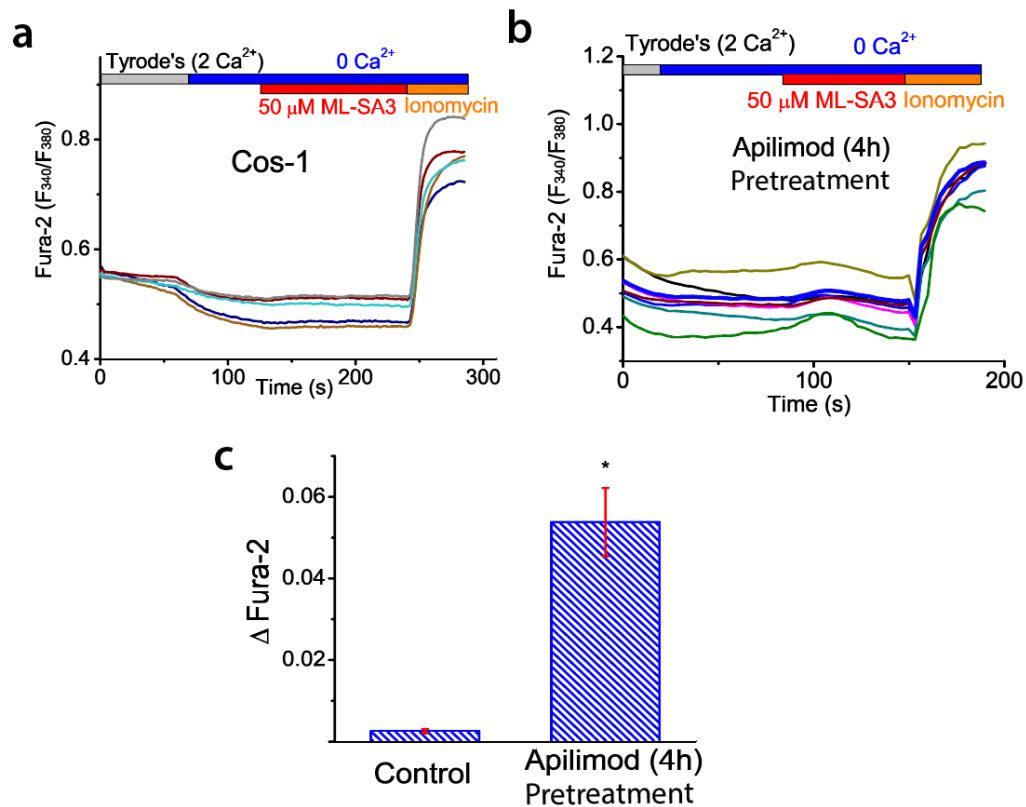 a
Tyrode's (2 Ca²⁺)
0 Ca²⁺
50 µM ML-SA3
Ionomycin
Cos-1
Fura-2 (F₃₄₀/F₃₈₀)
0.8
0.6
0.4
0
100
200
300
Time (s)
b
Tyrode's (2 Ca²⁺)
0 Ca²⁺
50 µM ML-SA3
Ionomycin
Apilimod (4h)
Pretreatment
Fura-2 (F₃₄₀/F₃₈₀)
1.2
1.0
0.8
0.6
0.4
0
100
200
Time (s)
c
*
Δ Fura-2
0.06
0.04
0.02
Control
Apilimod (4h)
Pretreatment